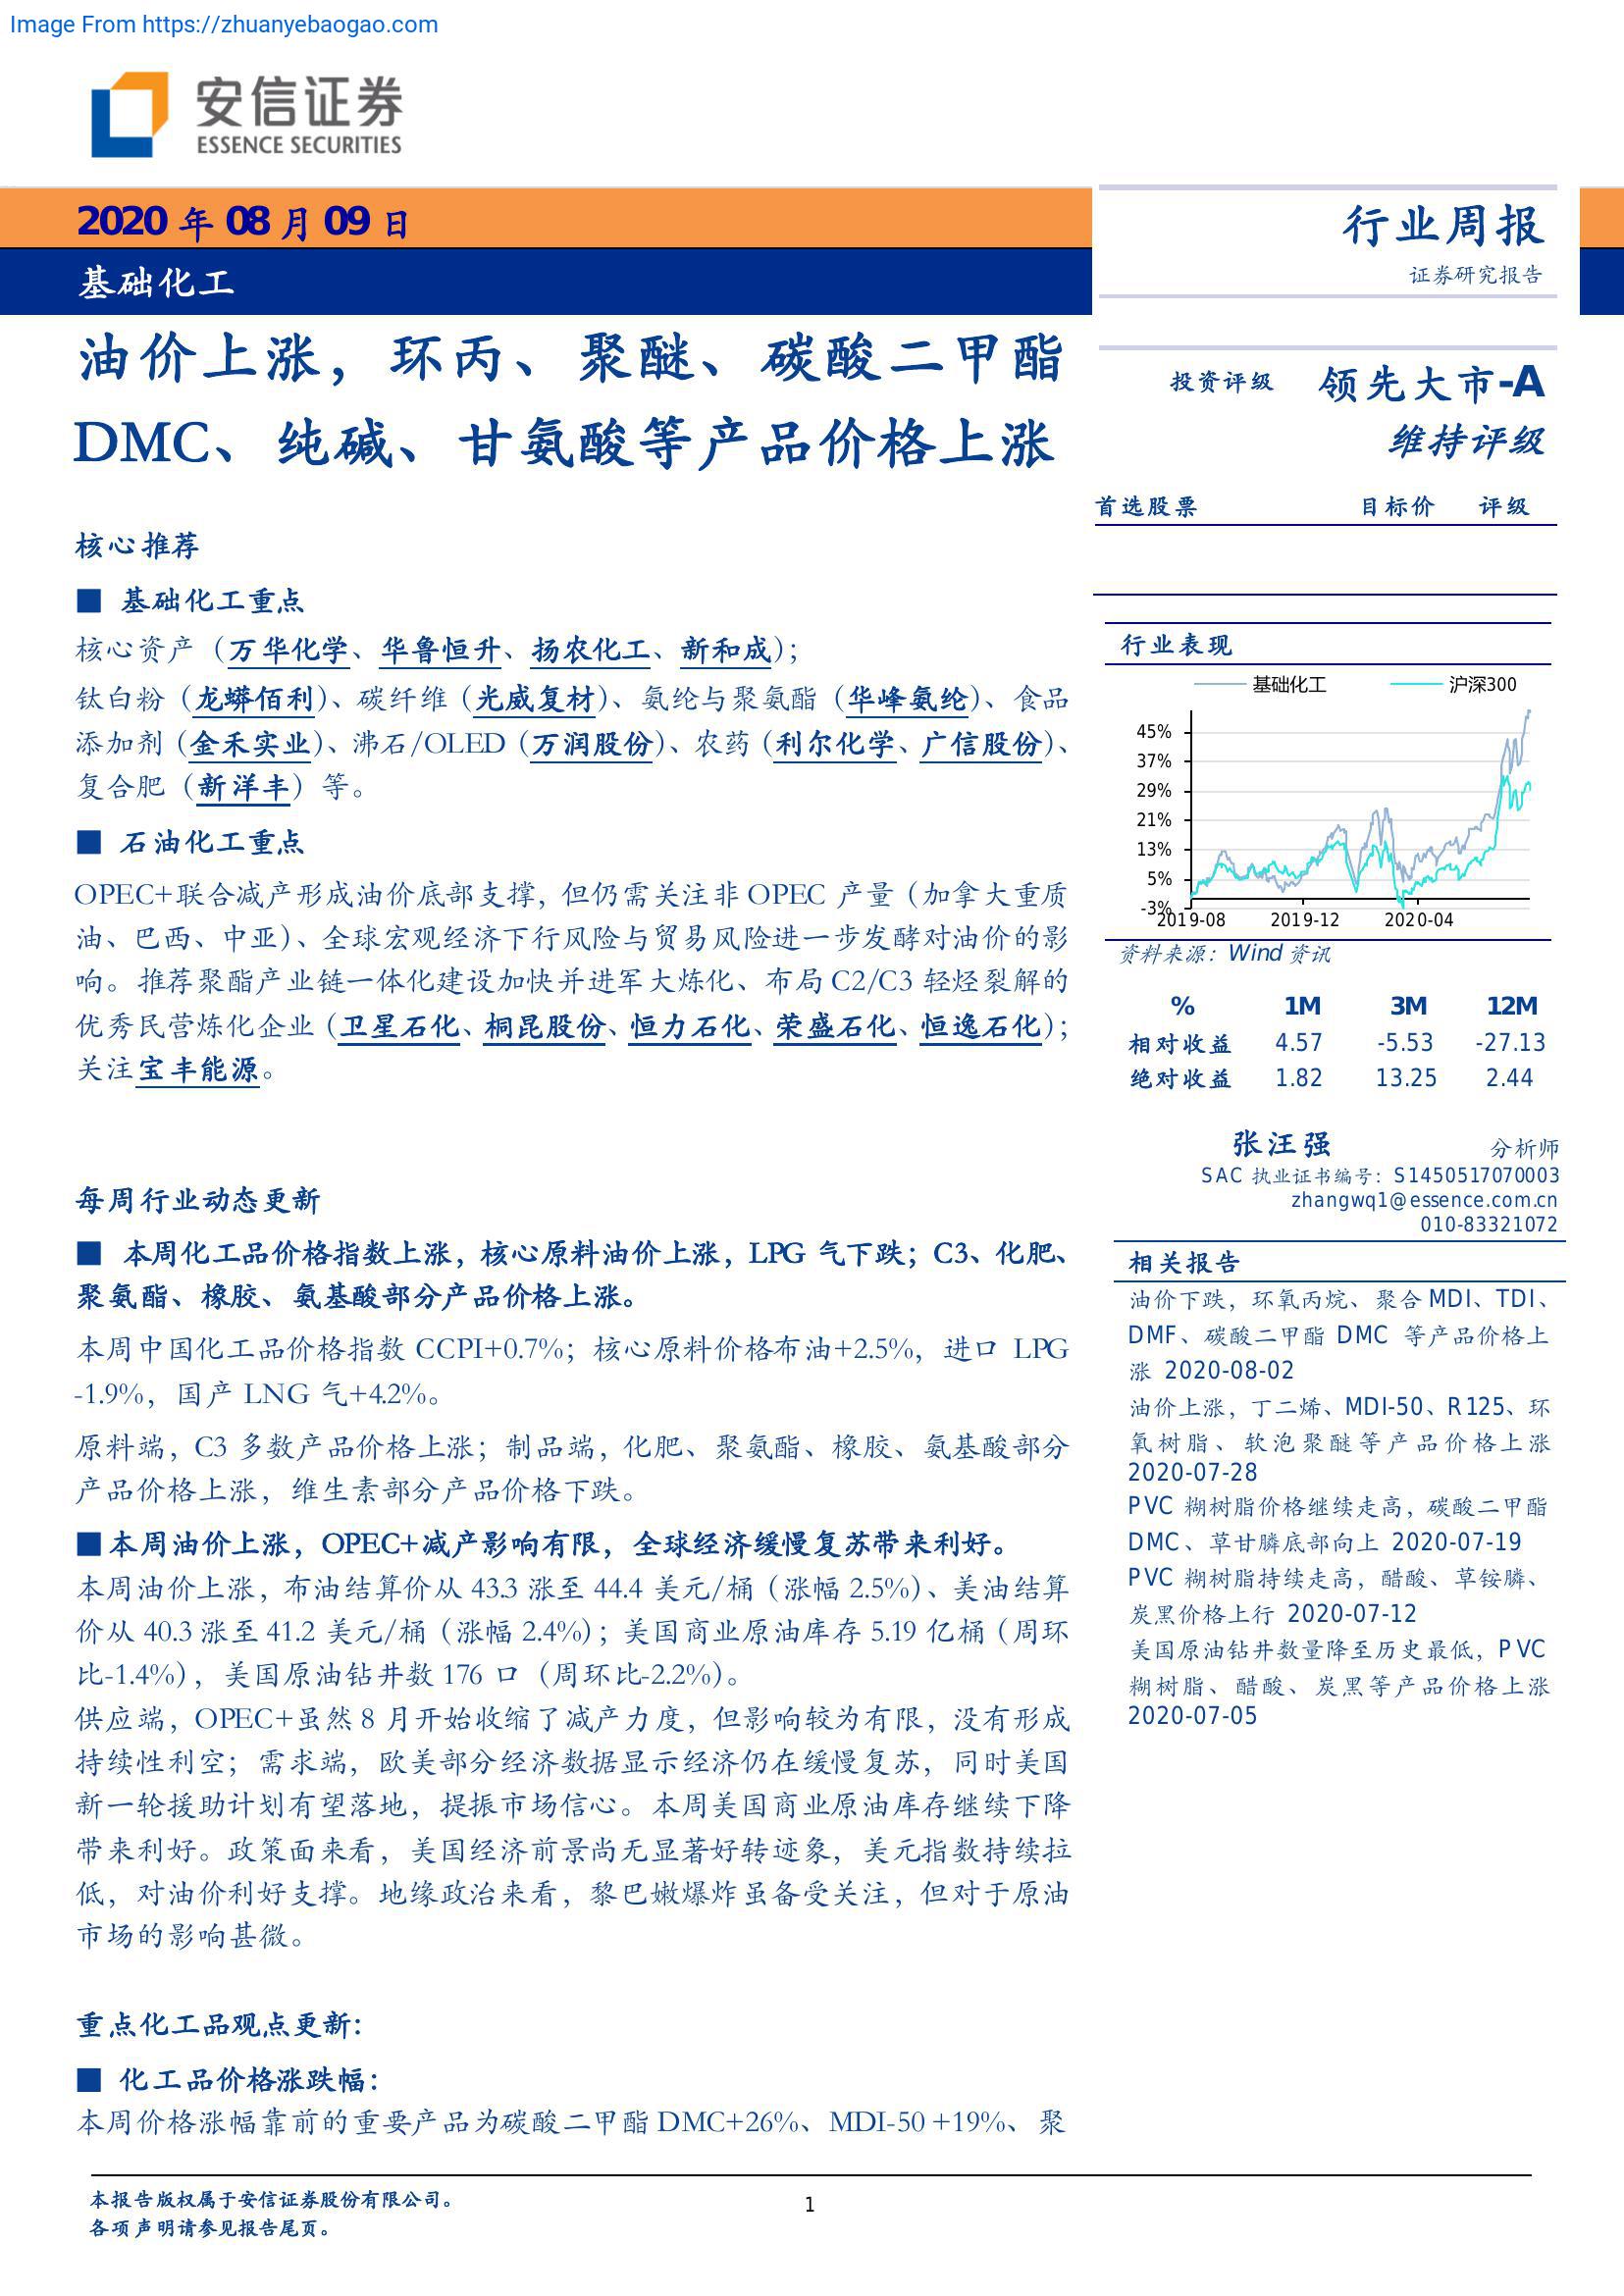 Image From https://zhuanyebaogao.com
安信证券
ESSENCE SECURITIES
2020 年 08 月 09 日
基础化工
行业周报
证券研究报告
油价上涨，环丙、聚醚、碳酸二甲酯
DMC、纯碱、甘氨酸等产品价格上涨
核心推荐
■ 基础化工重点
核心资产（万华化学、华鲁恒升、扬农化工、新和成）；
钛白粉（龙蟒佰利）、碳纤维（光威复材）、氨纶与聚氨酯（华峰氨纶）、食品
添加剂（金禾实业）、沸石/OLED（万润股份）、农药（利尔化学、广信股份）、
复合肥（新洋丰）等。
■ 石油化工重点
OPEC+联合减产形成油价底部支撑，但仍需关注非 OPEC 产量（加拿大重质
油、巴西、中亚）、全球宏观经济下行风险与贸易风险进一步发酵对油价的影
响。推荐聚酯产业链一体化建设加快并进军大炼化、布局 C2/C3 轻烃裂解的
优秀民营炼化企业（卫星石化、桐昆股份、恒力石化、荣盛石化、恒逸石化）；
关注宝丰能源。
每周行业动态更新
■ 本周化工品价格指数上涨，核心原料油价上涨，LPG 气下跌；C3、化肥、
聚氨酯、橡胶、氨基酸部分产品价格上涨。
本周中国化工品价格指数 CCPI+0.7%；核心原料价格布油+2.5%，进口 LPG
-1.9%，国产 LNG 气+4.2%。
原料端，C3 多数产品价格上涨；制品端，化肥、聚氨酯、橡胶、氨基酸部分
产品价格上涨，维生素部分产品价格下跌。
■本周油价上涨，OPEC+减产影响有限，全球经济缓慢复苏带来利好。
本周油价上涨，布油结算价从 43.3 涨至 44.4 美元/桶（涨幅 2.5%）、美油结算
价从 40.3 涨至 41.2 美元/桶（涨幅 2.4%）；美国商业原油库存 5.19 亿桶（周环
比-1.4%），美国原油钻井数 176 口（周环比-2.2%）。
供应端，OPEC+虽然 8 月开始收缩了减产力度，但影响较为有限，没有形成
持续性利空；需求端，欧美部分经济数据显示经济仍在缓慢复苏，同时美国
新一轮援助计划有望落地，提振市场信心。本周美国商业原油库存继续下降
带来利好。政策面来看，美国经济前景尚无显著好转迹象，美元指数持续拉
低，对油价利好支撑。地缘政治来看，黎巴嫩爆炸虽备受关注，但对于原油
市场的影响甚微。
重点化工品观点更新:
■ 化工品价格涨跌幅：
本周价格涨幅靠前的重要产品为碳酸二甲酯 DMC+26%、MDI-50 +19%、聚
投资评级 领先大市-A
维持评级
首选股票 目标价 评级
行业表现
基础化工 沪深300
45%
37%
29%
21%
13%
5%
-3%
2019-08 2019-12 2020-04
资料来源：Wind 资讯
% 1M 3M 12M
相对收益 4.57 -5.53 -27.13
绝对收益 1.82 13.25 2.44
张汪强 分析师
SAC 执业证书编号：S1450517070003
zhangwq1@essence.com.cn
010-83321072
相关报告
油价下跌，环氧丙烷、聚合 MDI、TDI、
DMF、碳酸二甲酯 DMC 等产品价格上
涨 2020-08-02
油价上涨，丁二烯、MDI-50、R125、环
氧树脂、软泡聚醚等产品价格上涨
2020-07-28
PVC 糊树脂价格继续走高，碳酸二甲酯
DMC、草甘膦底部向上 2020-07-19
PVC 糊树脂持续走高，醋酸、草铵膦、
炭黑价格上行 2020-07-12
美国原油钻井数量降至历史最低，PVC
糊树脂、醋酸、炭黑等产品价格上涨
2020-07-05
本报告版权属于安信证券股份有限公司。
各项声明请参见报告尾页。
1